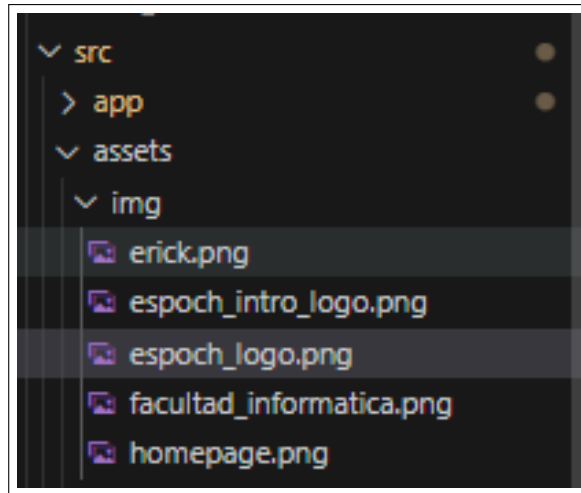 src
app
assets
img
erick.png
espoch_intro_logo.png
espoch_logo.png
facultad_informatica.png
homepage.png